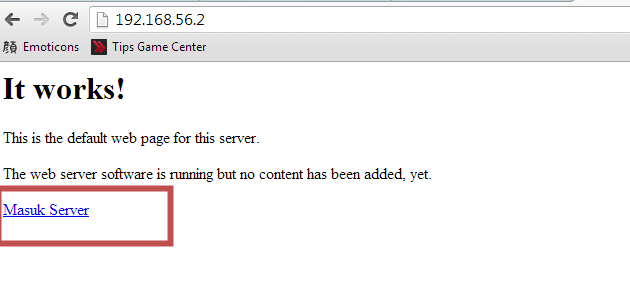 192.168.56.2
顔 Emoticons Tips Game Center
It works!
This is the default web page for this server.
The web server software is running but no content has been added, yet.
Masuk Server